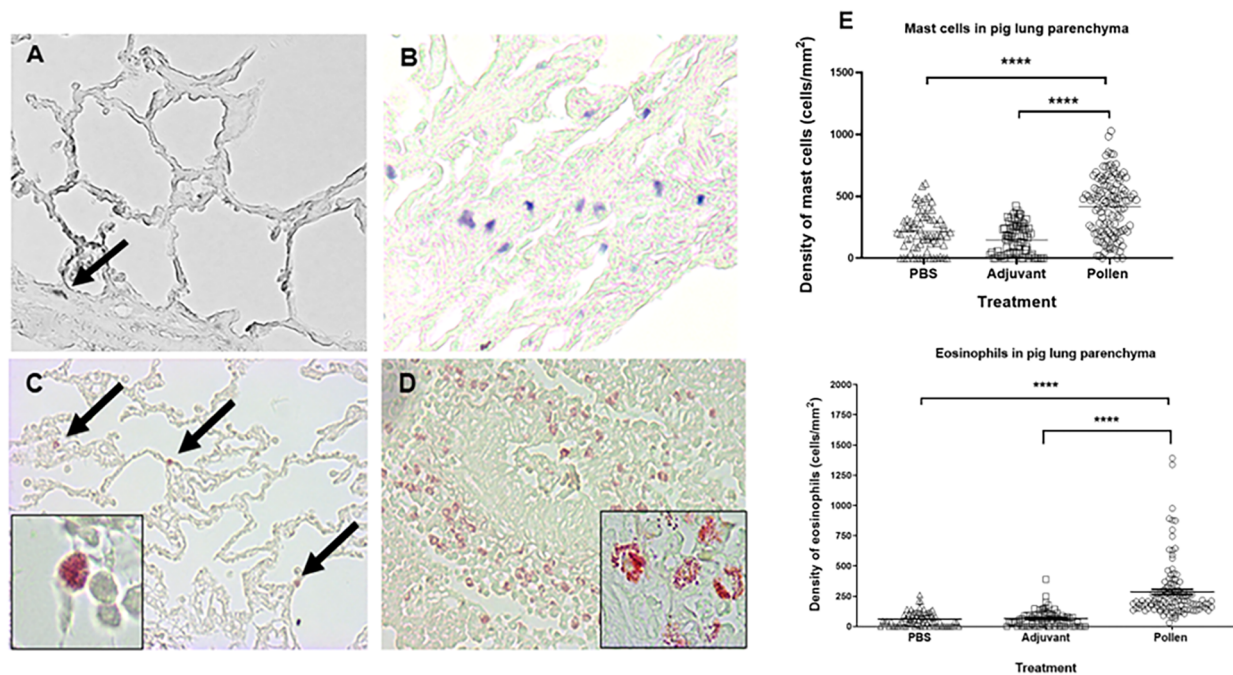 A
B
C
D
E
Mast cells in pig lung parenchyma
****
****
Density of mast cells (cells/mm²)
1500
1000
500
0
PBS
Adjuvant
Pollen
Treatment
Eosinophils in pig lung parenchyma
****
****
Density of eosinophils (cells/mm²)
2000
1750
1500
1250
1000
750
500
250
0
PBS
Adjuvant
Pollen
Treatment